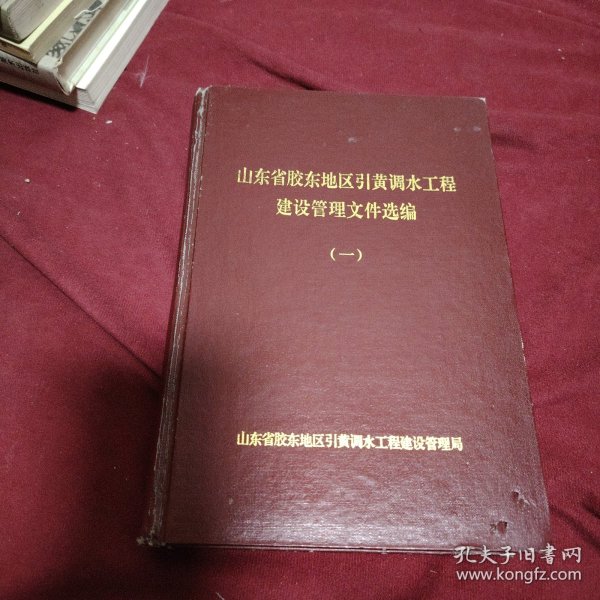 山东省胶东地区引黄调水工程
建设管理文件选编
（一）
山东省胶东地区引黄调水工程建设管理局
孔夫子旧书网
www.kongfz.com